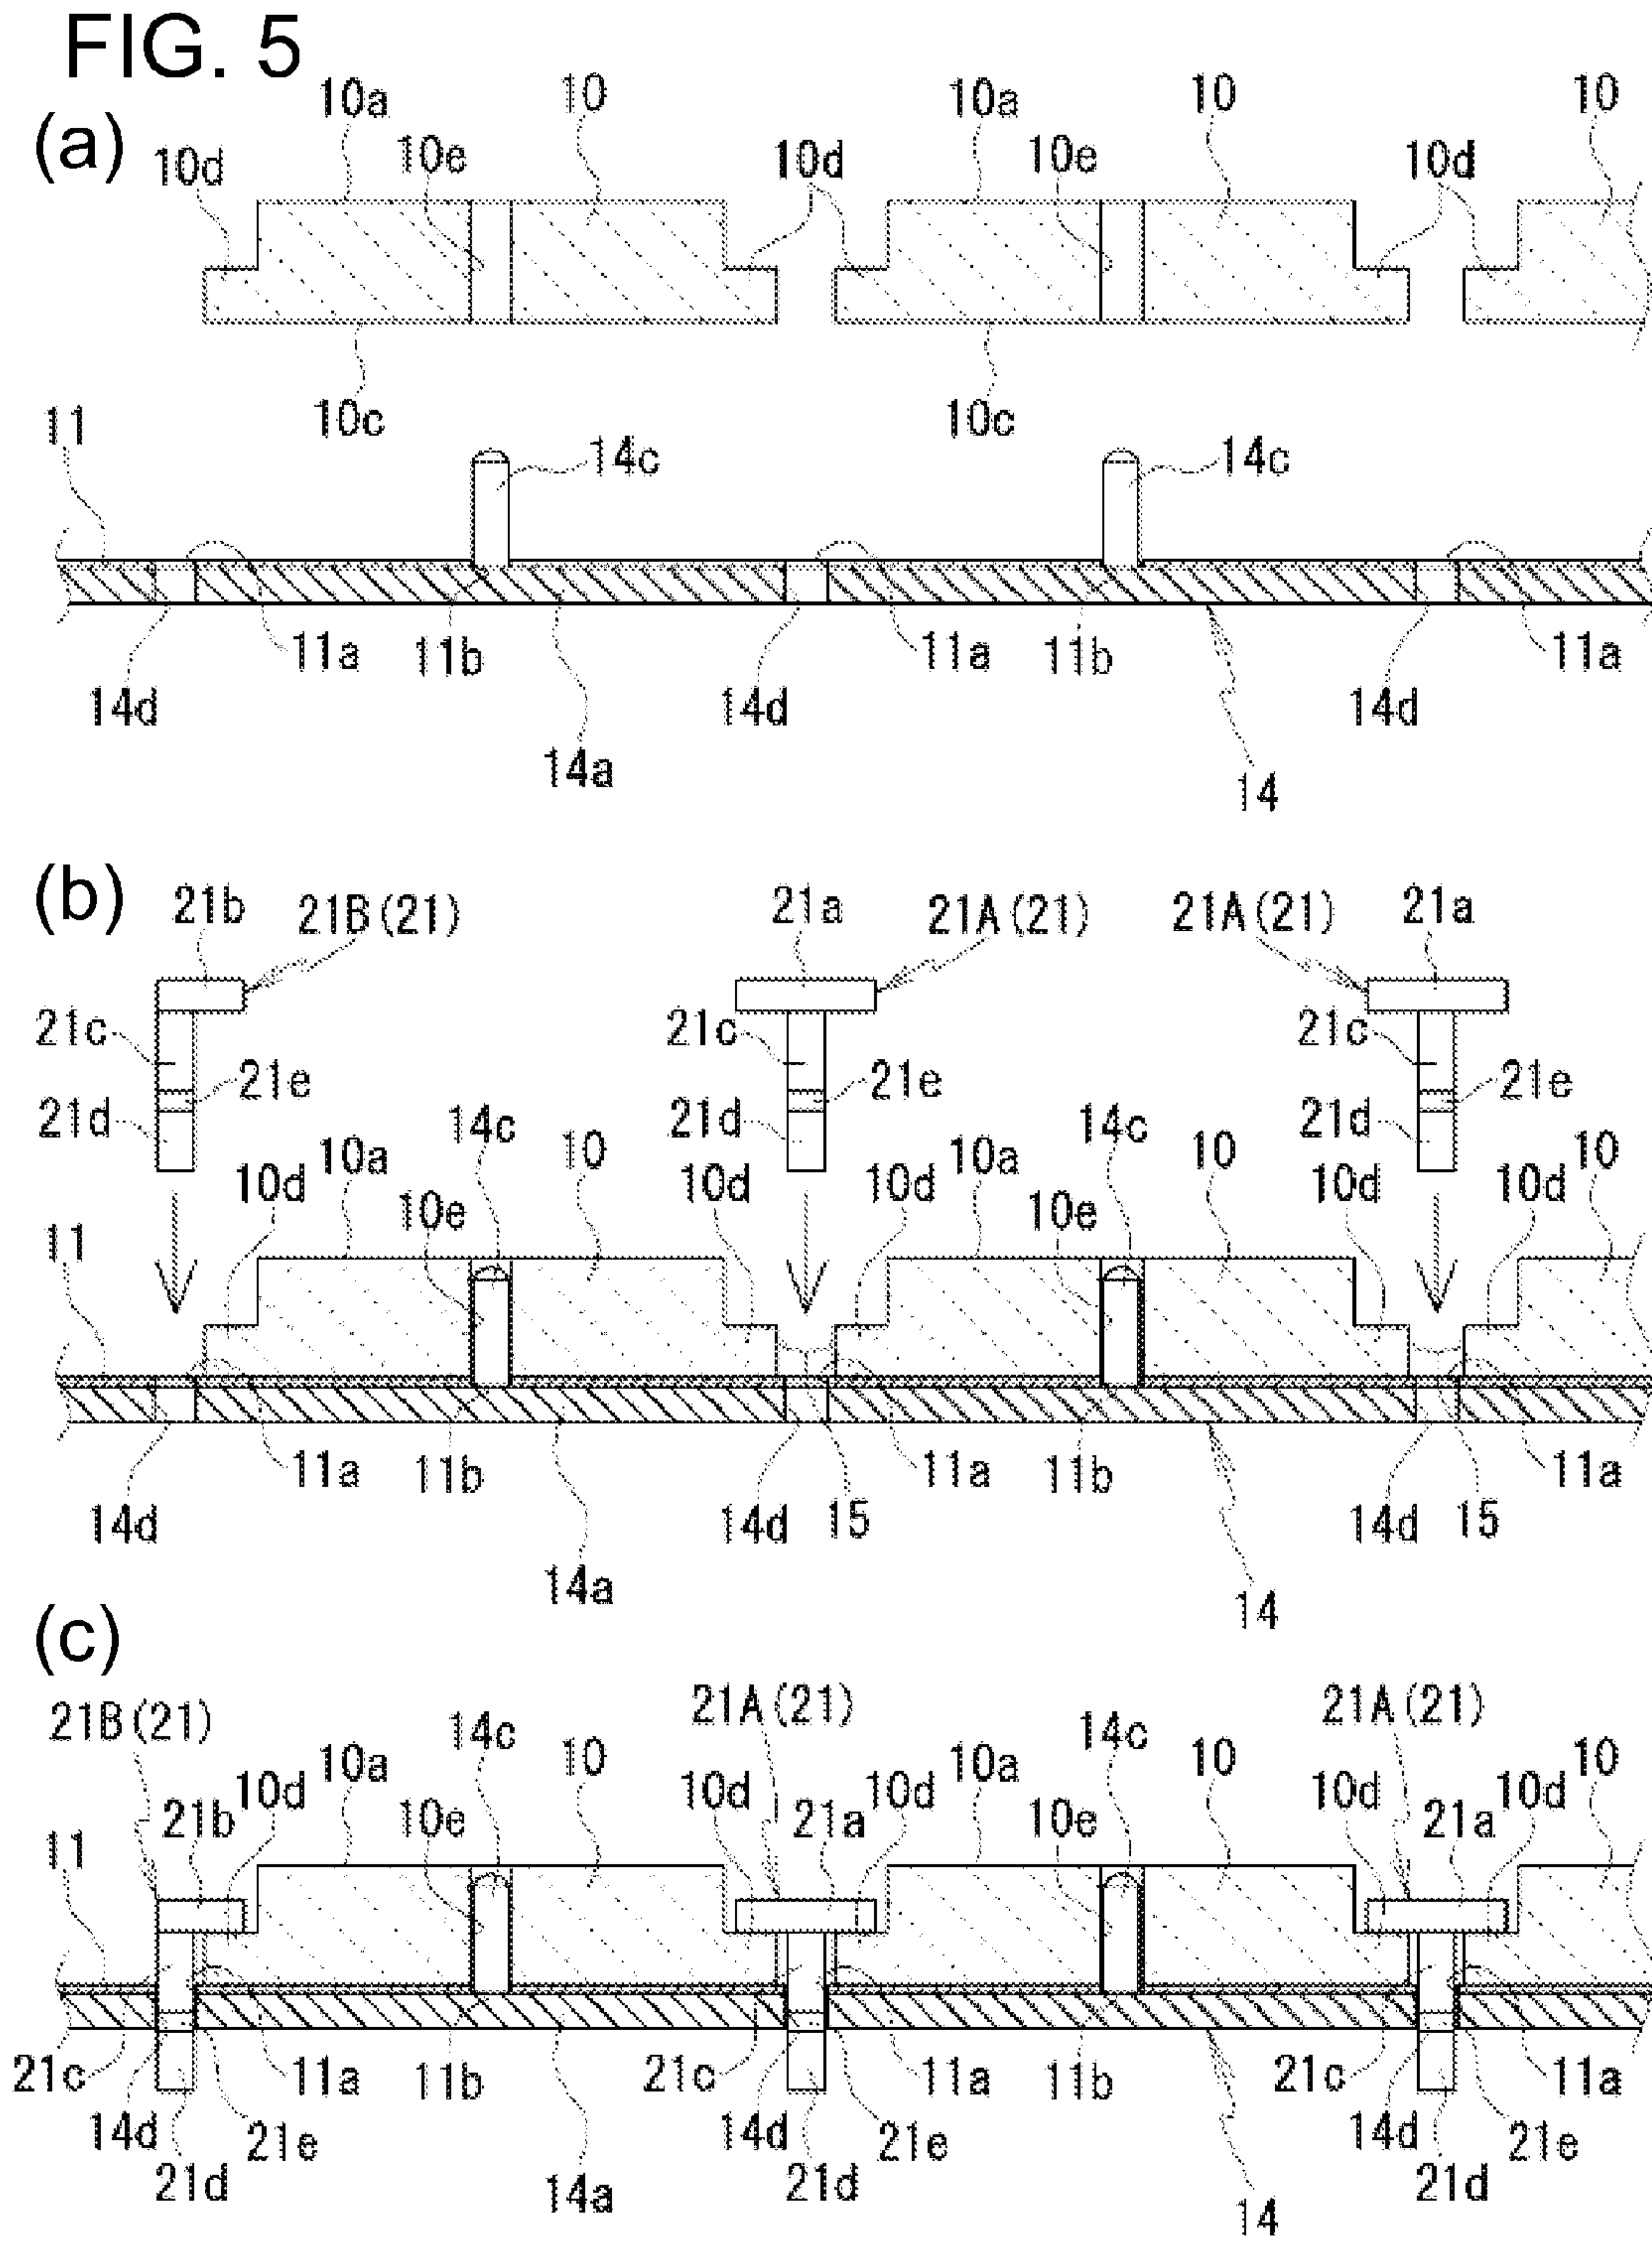 FIG. 5
(a)
10a 10 10a 10 10
10d 10e 10d 10e 10d
10c 10c
11 14c 14c
11a 11b 11a 11b 11a
14d 14d 14d
14a 14
(b)
21b 21B(21) 21a 21A(21) 21A(21) 21a
21c 21c 21c
21e 21e 21e
21d 14c 21d 14c 21d
10a 10 10a 10 10
10d 10d 10d 10d 10d
10e 10e
11
11a 11b 11a 11b 11a
14d 14d 15 14d 15
14a 14
(c)
21B(21) 14c 21A(21) 14c 21A(21)
10a 10 10a 10 10
10d 10d 10d 10d 10d
21b 10e 21a 10e 21a
11
21c 11a 11b 21c 11a 11b 21c 11a
14d 21e 14d 21e 14d 21e
21d 14a 21d 21d
14